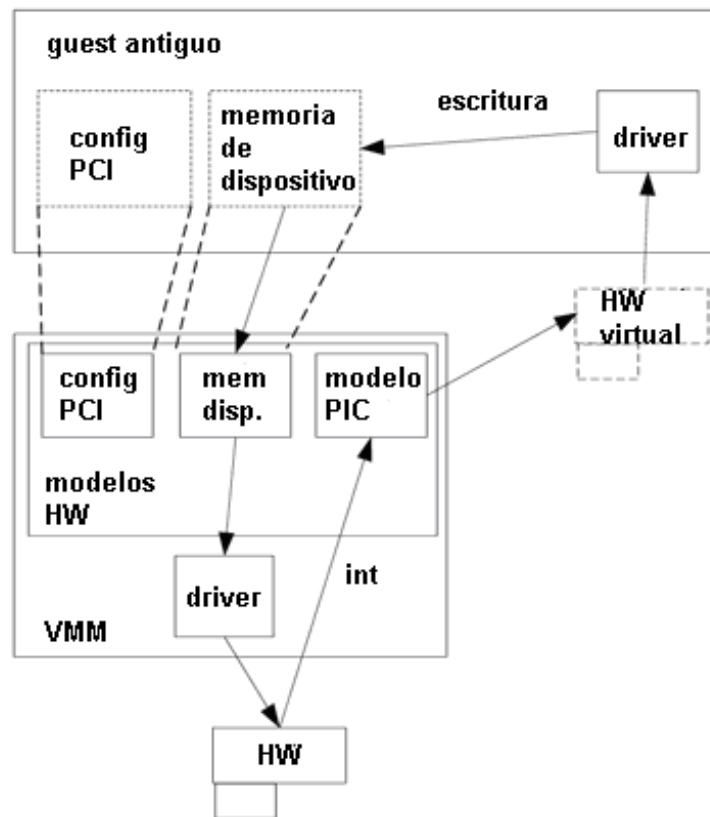 guest antiguo
config
PCI
memoria
de
dispositivo
escritura
driver
HW
virtual
config
PCI
mem
disp.
modelo
PIC
modelos
HW
driver
int
VMM
HW